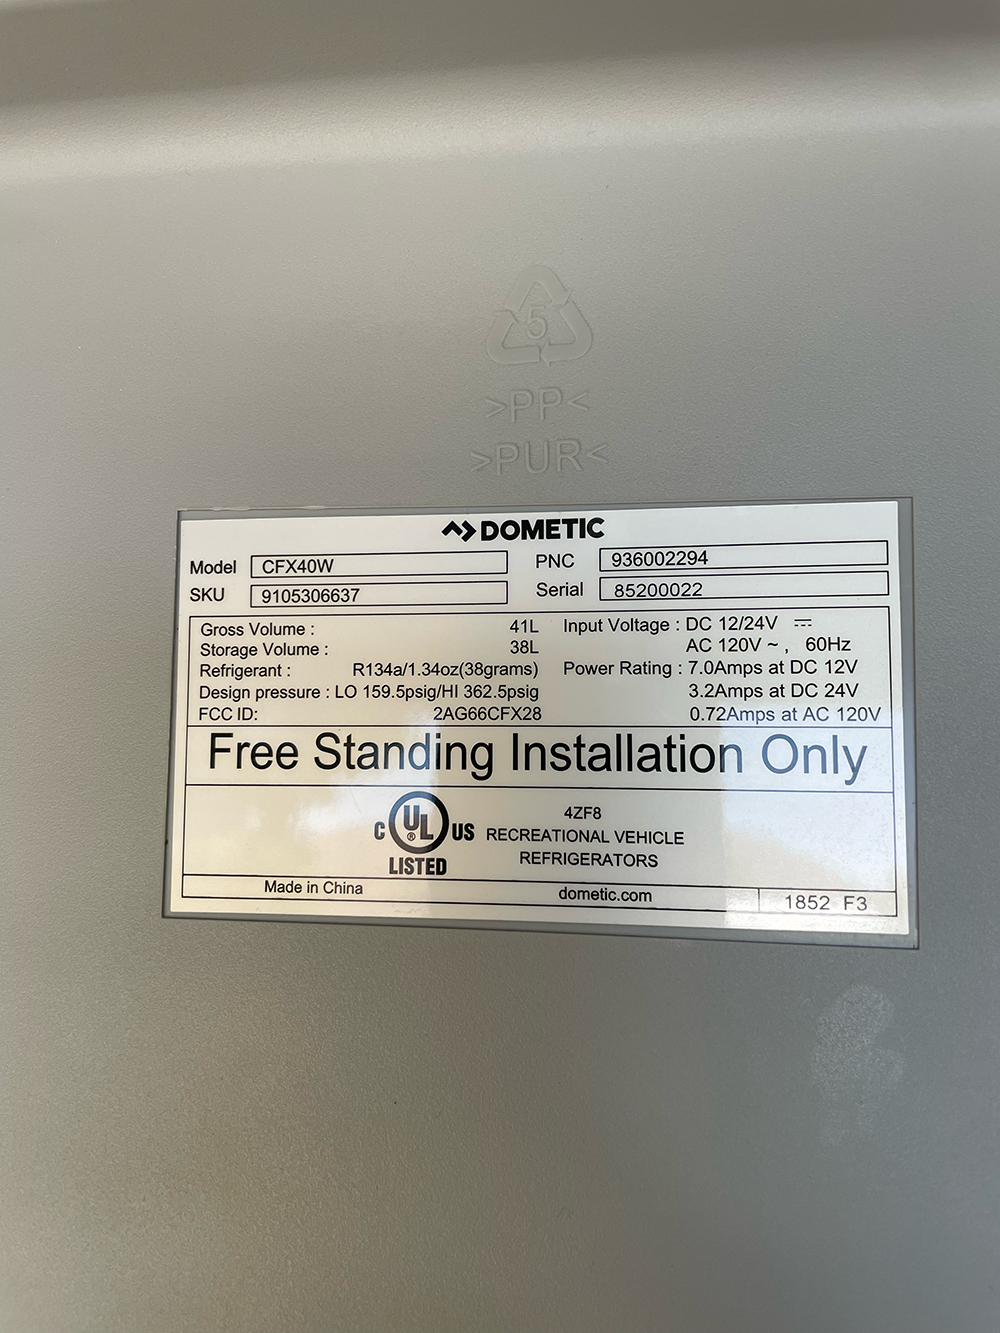 5
>PP<
>PUR<
DOMETIC
Model CFX40W PNC 936002294
SKU 9105306637 Serial 85200022
Gross Volume : 41L Input Voltage : DC 12/24V ⎓
Storage Volume : 38L AC 120V ~ , 60Hz
Refrigerant : R134a/1.34oz(38grams) Power Rating : 7.0Amps at DC 12V
Design pressure : LO 159.5psig/HI 362.5psig 3.2Amps at DC 24V
FCC ID: 2AG66CFX28 0.72Amps at AC 120V
Free Standing Installation Only
4ZF8
C UL ® US RECREATIONAL VEHICLE
LISTED REFRIGERATORS
Made in China dometic.com 1852 F3